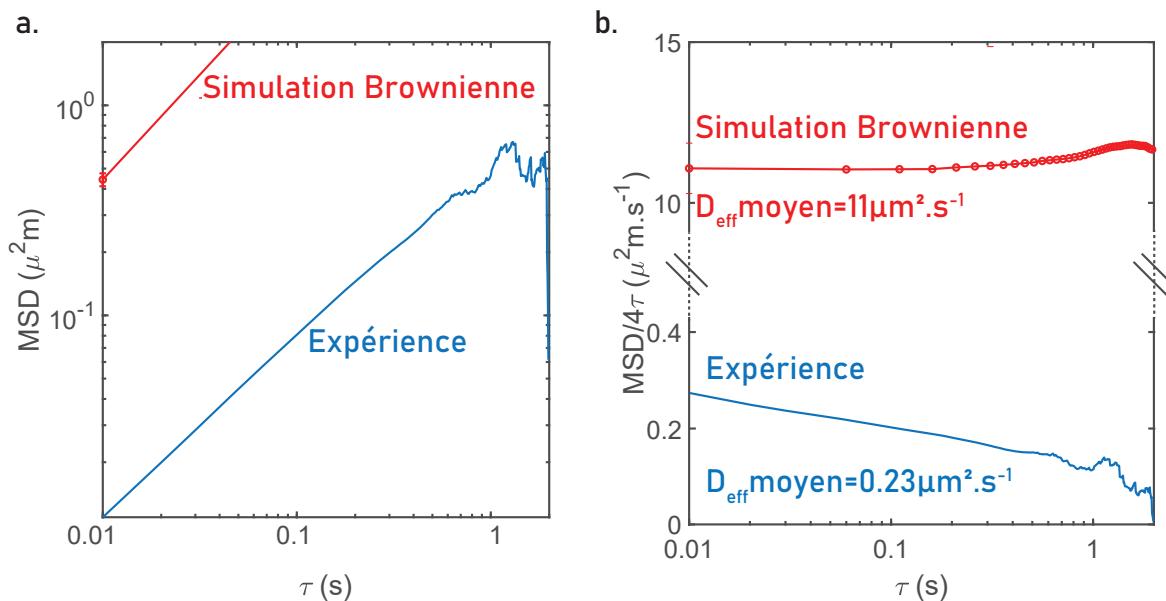 a.
MSD (μ²m)
10⁰
10⁻¹
Simulation Brownienne
Expérience
0.01
0.1
1
τ (s)
b.
MSD/4τ (μ²m.s⁻¹)
15
10
0.4
0.2
0
Simulation Brownienne
D_eff moyen=11μm².s⁻¹
Expérience
D_eff moyen=0.23μm².s⁻¹
0.01
0.1
1
τ (s)